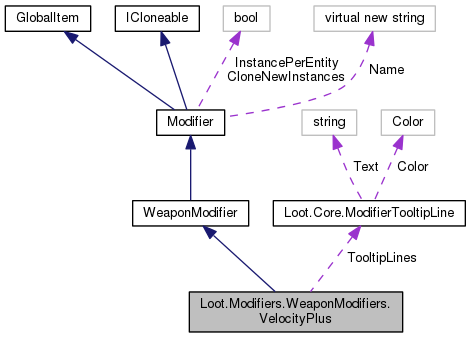 GlobalItem
ICloneable
bool
virtual new string
InstancePerEntity
CloneNewInstances
Name
Modifier
string
Color
Text
Color
WeaponModifier
Loot.Core.ModifierTooltipLine
TooltipLines
Loot.Modifiers.WeaponModifiers.
VelocityPlus